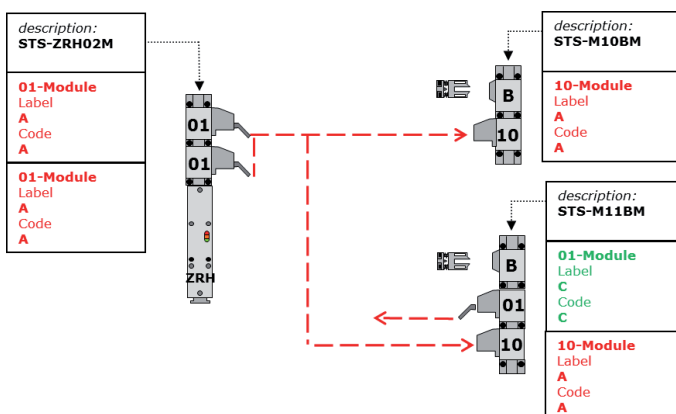 description:
STS-ZRH02M
01-Module
Label
A
Code
A
01-Module
Label
A
Code
A
01
01
ZRH
description:
STS-M10BM
10-Module
Label
A
Code
A
B
10
description:
STS-M11BM
01-Module
Label
C
Code
C
10-Module
Label
A
Code
A
B
01
10